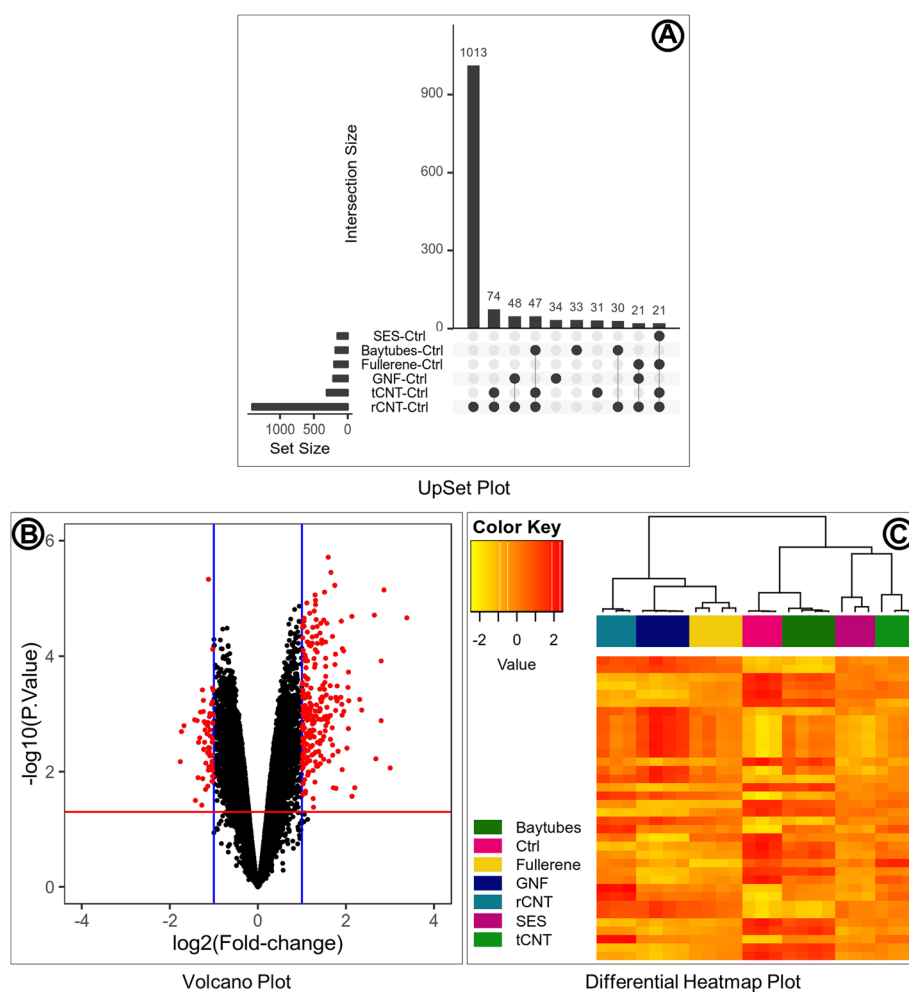 A
1013
900
600
300
0
Intersection Size
74 48 47 34 33 31 30 21 21
SES-Ctrl
Baytubes-Ctrl
Fullerene-Ctrl
GNF-Ctrl
tCNT-Ctrl
rCNT-Ctrl
1000 500 0
Set Size
UpSet Plot
B
6
4
2
0
-log10(P.Value)
-4 -2 0 2 4
log2(Fold-change)
Volcano Plot
C
Color Key
-2 0 2
Value
Baytubes
Ctrl
Fullerene
GNF
rCNT
SES
tCNT
Differential Heatmap Plot